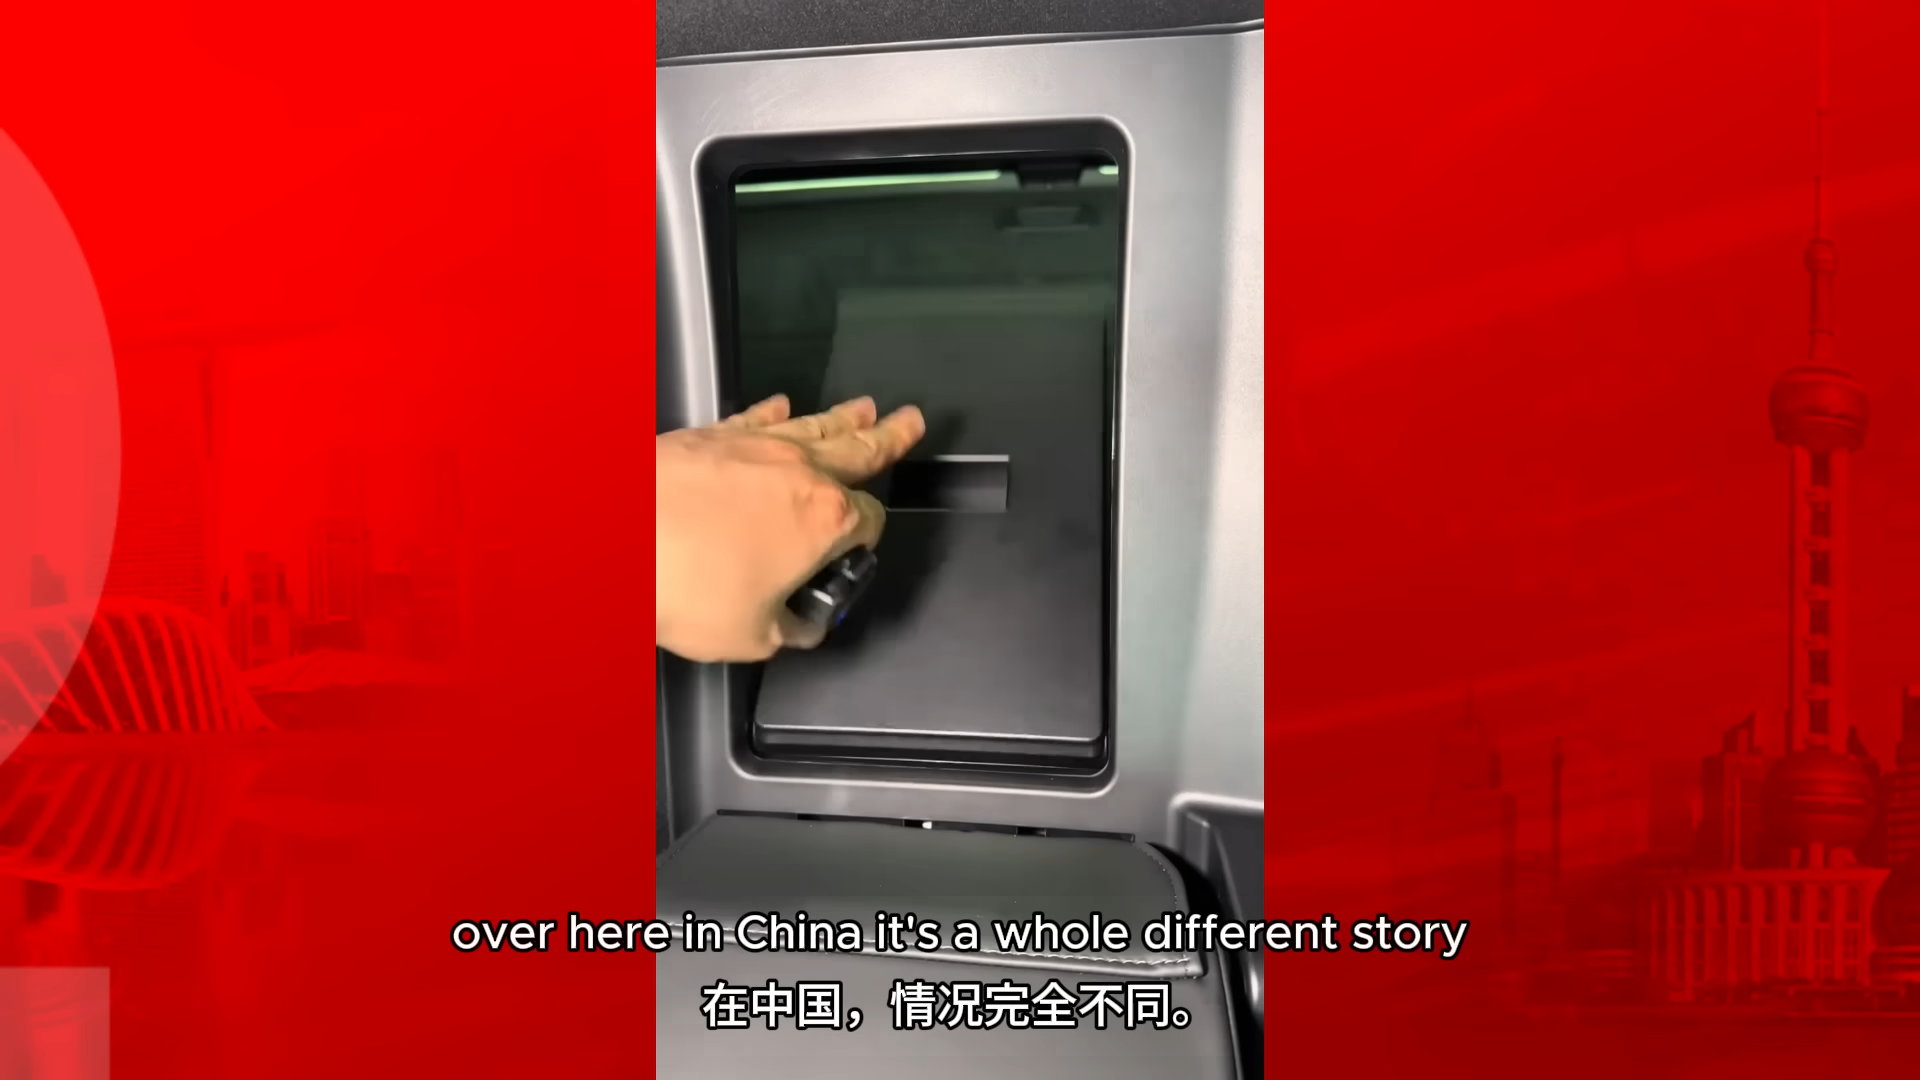 over here in China it's a whole different story
在中国，情况完全不同。